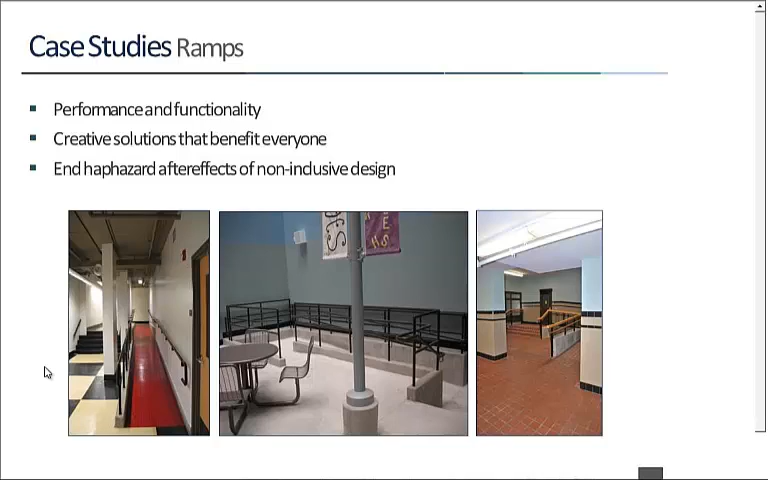 Case Studies Ramps
Performance and functionality
Creative solutions that benefit everyone
End haphazard aftereffects of non-inclusive design